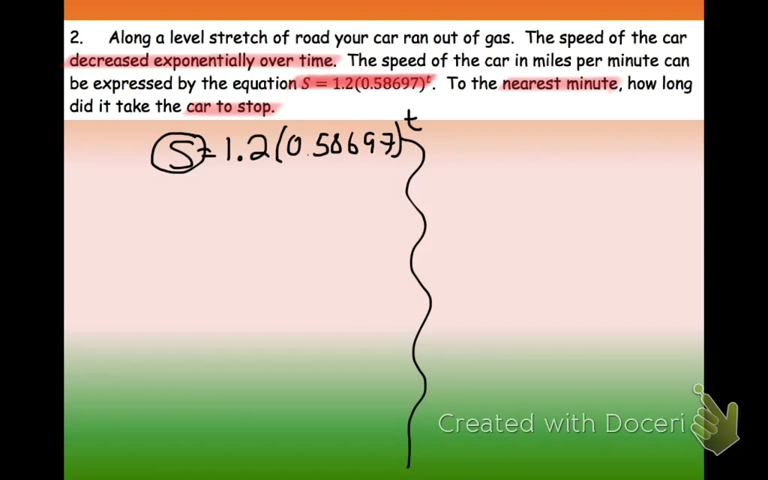 2. Along a level stretch of road your car ran out of gas. The speed of the car
decreased exponentially over time. The speed of the car in miles per minute can
be expressed by the equation S = 1.2(0.58697)ᵗ. To the nearest minute, how long
did it take the car to stop.
S=1.2(0.58697)ᵗ
Created with Doceri